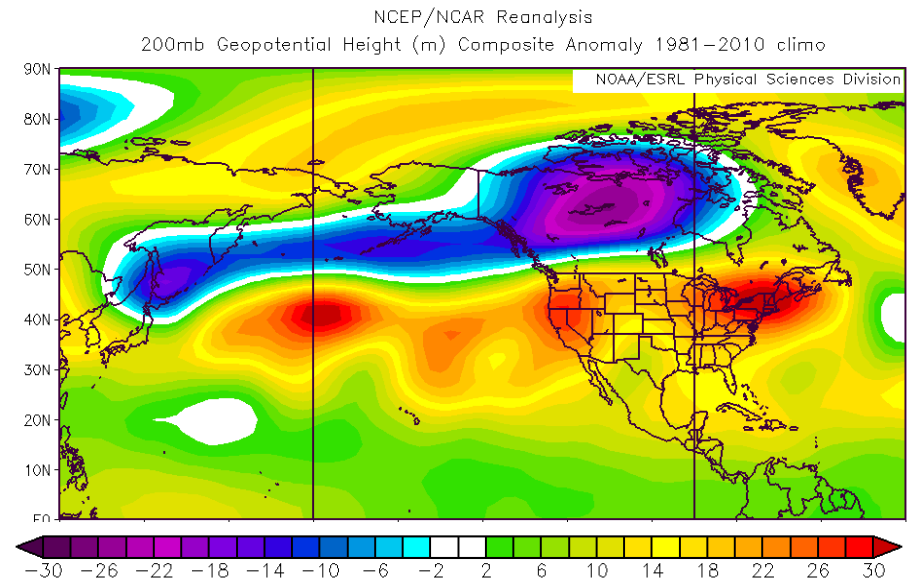 NCEP/NCAR Reanalysis
200mb Geopotential Height (m) Composite Anomaly 1981-2010 climo
NOAA/ESRL Physical Sciences Division
90N
80N
70N
60N
50N
40N
30N
20N
10N
EQ
-30 -26 -22 -18 -14 -10 -6 -2 2 6 10 14 18 22 26 30